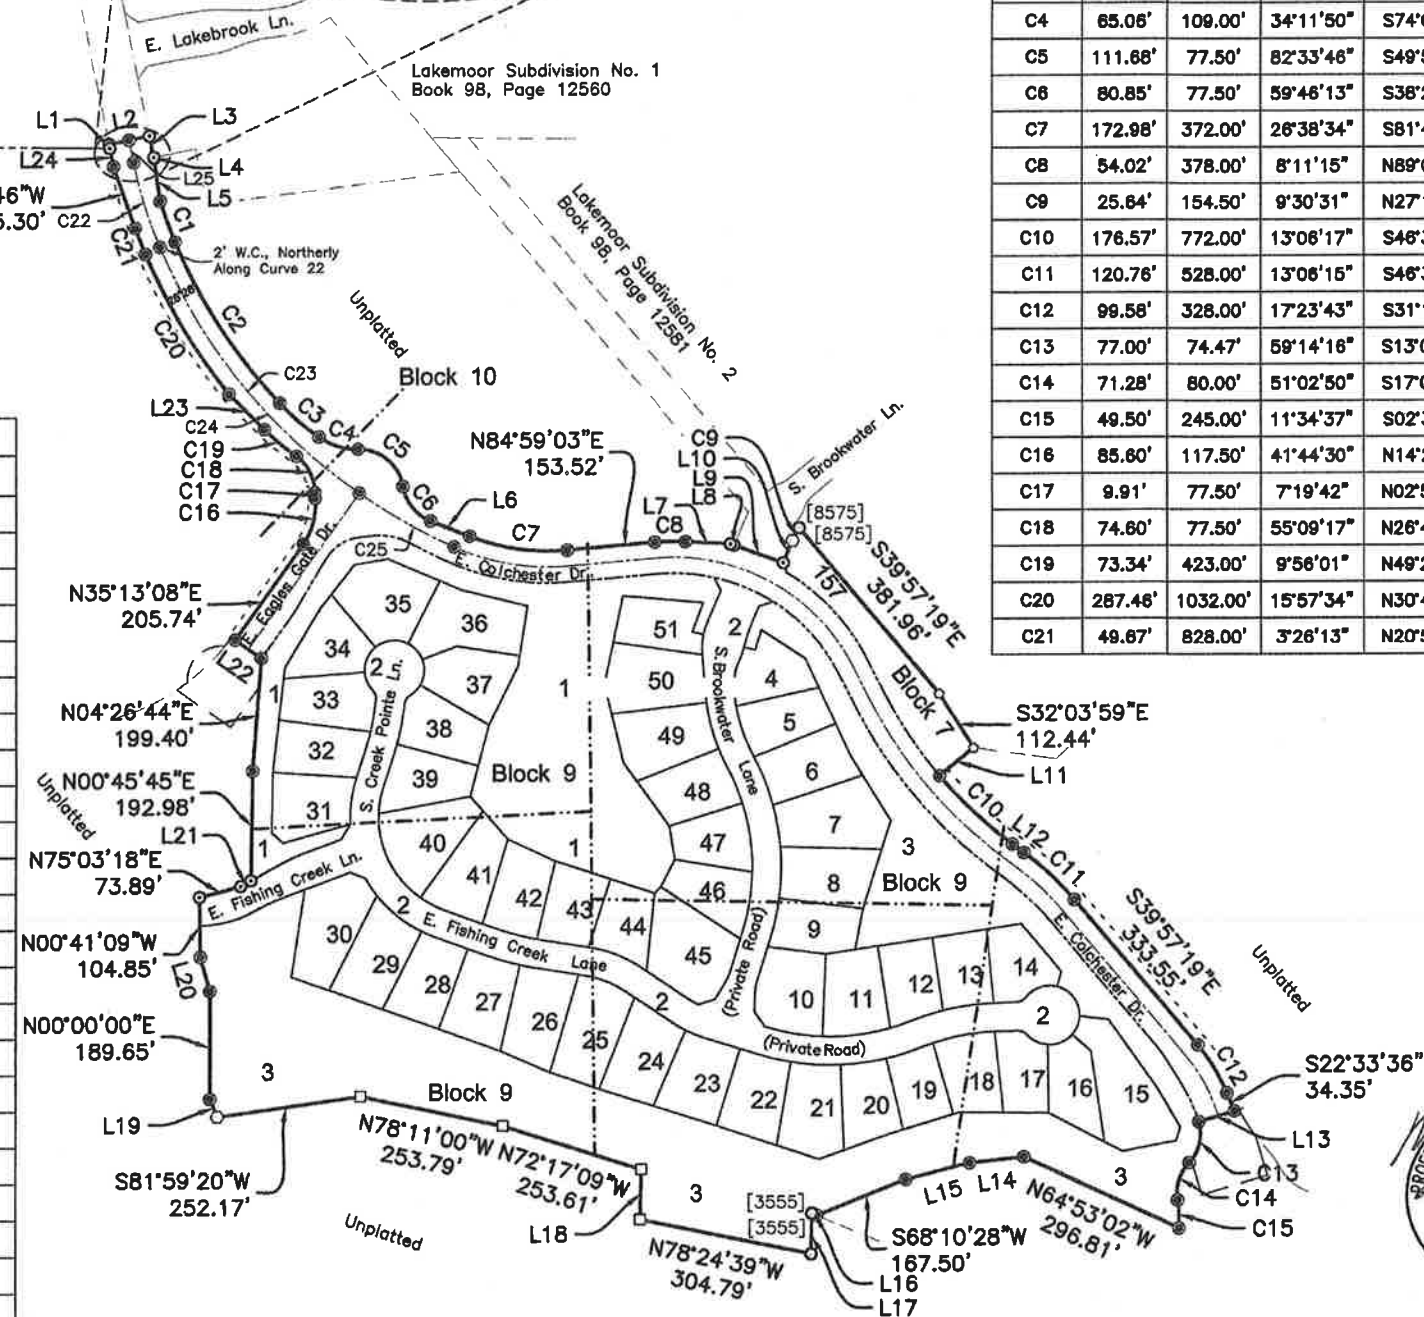 E. Lakebrook Ln.
Lakemoor Subdivision No. 1
Book 98, Page 12560
L1
L2
L3
L24
L4
L25
L5
46"W
5.30'
C22
C1
C21
2' W.C., Northerly
Along Curve 22
26' 26'
C2
C20
Unplatted
Lakemoor Subdivision No. 2
Book 98, Page 12581
Block 10
C23
L23
C24
C3
C4
C5
C19
C18
C17
C16
C6
L6
C7
N84°59'03"E
153.52'
C9
L10
L9
L8
L7
C8
S. Brookwater Ln.
[8575]
[8575]
157
S39°57'19"E
381.96'
Block 7
S32°03'59"E
112.44'
L11
C25
E. Colchester Dr.
E. Eagles Gate Dr.
N35°13'08"E
205.74'
L22
N04°26'44"E
199.40'
N00°45'45"E
192.98'
Unplatted
L21
N75°03'18"E
73.89'
E. Fishing Creek Ln.
N00°41'09"W
104.85'
L20
N00°00'00"E
189.65'
L19
S81°59'20"W
252.17'
Unplatted
35
36
34
2
S. Creek Pointe Ln.
37
33
38
32
39
31
1
1
1
1
Block 9
51
2
50
S. Brookwater
Lane
4
49
5
48
6
47
7
46
8
9
3
Block 9
40
41
42
43
44
45
(Private Road)
2
E. Fishing Creek
Lane
2
(Private Road)
2
30
29
28
27
26
25
24
23
22
21
20
19
18
17
16
15
10
11
12
13
14
3
Block 9
3
3
C10
L12
C11
S39°57'19"E
333.55'
E. Colchester Dr.
Unplatted
C12
S22°33'36"E
34.35'
L13
C13
C14
C15
N78°11'00"W
253.79'
N72°17'09"W
253.61'
L18
N78°24'39"W
304.79'
[3555]
[3555]
L15
L14
N64°53'02"W
296.81'
S68°10'28"W
167.50'
L16
L17
C4 65.06' 109.00' 34°11'50"
C5 111.68' 77.50' 82°33'46"
C6 80.85' 77.50' 59°46'13"
C7 172.98' 372.00' 26°38'34"
C8 54.02' 378.00' 8°11'15"
C9 25.64' 154.50' 9°30'31"
C10 176.57' 772.00' 13°06'17"
C11 120.76' 528.00' 13°06'15"
C12 99.58' 328.00' 17°23'43"
C13 77.00' 74.47' 59°14'16"
C14 71.28' 80.00' 51°02'50"
C15 49.50' 245.00' 11°34'37"
C16 85.60' 117.50' 41°44'30"
C17 9.91' 77.50' 7°19'42"
C18 74.60' 77.50' 55°09'17"
C19 73.34' 423.00' 9°56'01"
C20 287.46' 1032.00' 15°57'34"
C21 49.67' 828.00' 3°26'13"